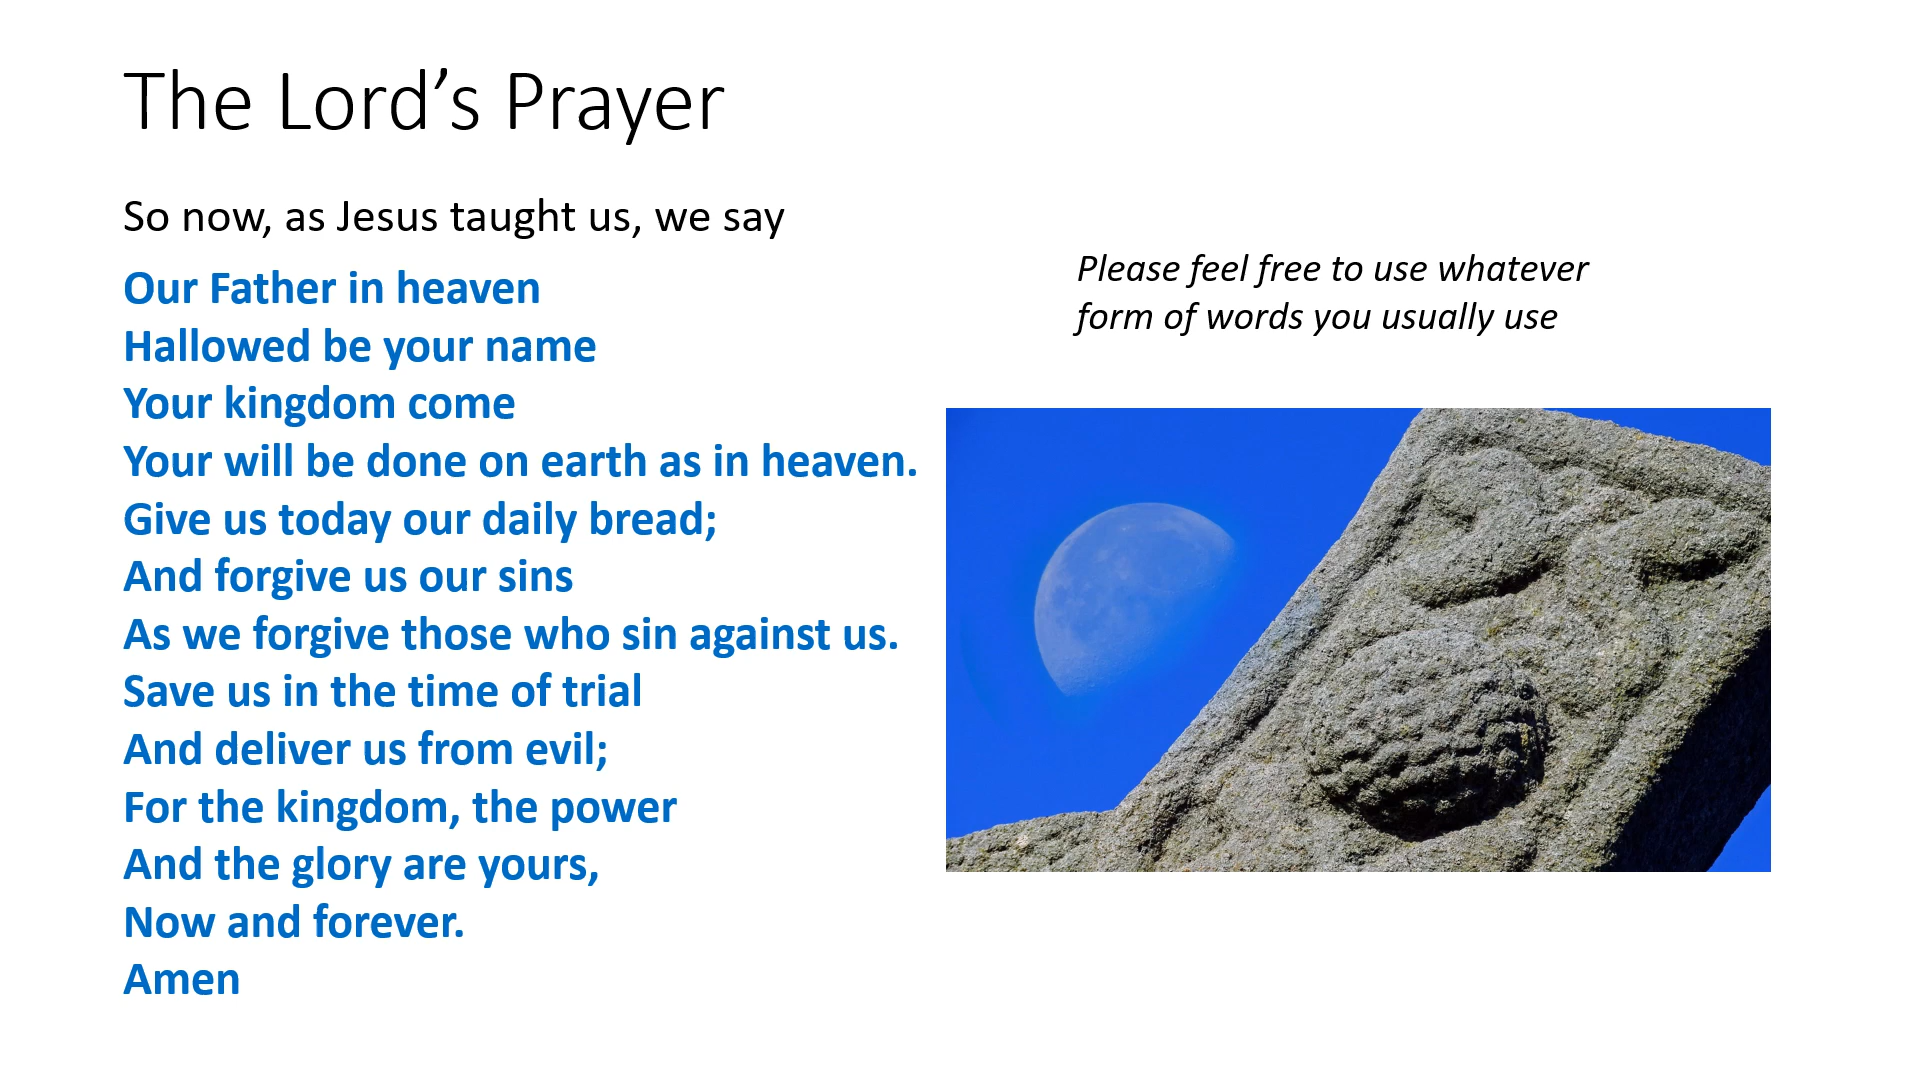 The Lord’s Prayer
So now, as Jesus taught us, we say
Our Father in heaven
Hallowed be your name
Your kingdom come
Your will be done on earth as in heaven.
Give us today our daily bread;
And forgive us our sins
As we forgive those who sin against us.
Save us in the time of trial
And deliver us from evil;
For the kingdom, the power
And the glory are yours,
Now and forever.
Amen
Please feel free to use whatever
form of words you usually use